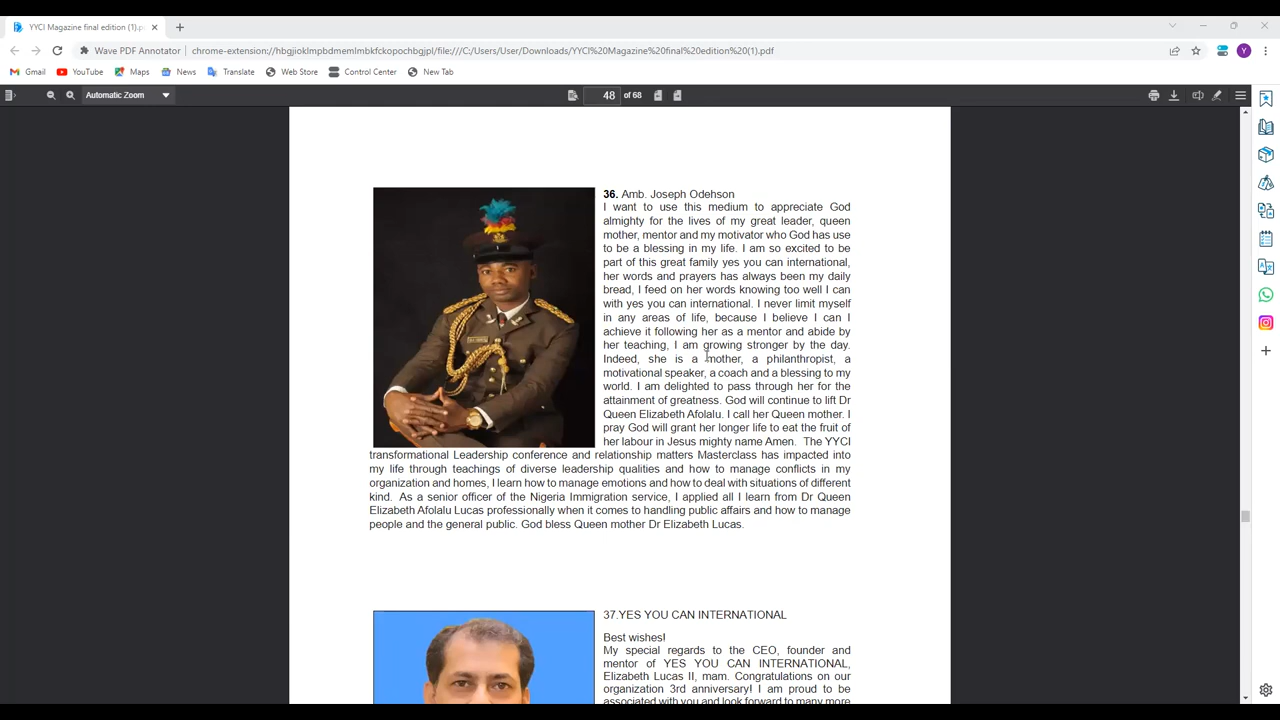 YYCI Magazine final edition (1).p
Wave PDF Annotator
chrome-extension://hbgjioklmpbdmemlmbkfckopochbgjpl/file:///C:/Users/User/Downloads/YYCI%20Magazine%20final%20edition%20(1).pdf
Y
Gmail
YouTube
Maps
News
Translate
Web Store
Control Center
New Tab
Automatic Zoom
48 of 68
36. Amb. Joseph Odehson
I want to use this medium to appreciate God
almighty for the lives of my great leader, queen
mother, mentor and my motivator who God has use
to be a blessing in my life. I am so excited to be
part of this great family yes you can international,
her words and prayers has always been my daily
bread, I feed on her words knowing too well I can
with yes you can international. I never limit myself
in any areas of life, because I believe I can I
achieve it following her as a mentor and abide by
her teaching, I am growing stronger by the day.
Indeed, she is a mother, a philanthropist, a
motivational speaker, a coach and a blessing to my
world. I am delighted to pass through her for the
attainment of greatness. God will continue to lift Dr
Queen Elizabeth Afolalu. I call her Queen mother. I
pray God will grant her longer life to eat the fruit of
her labour in Jesus mighty name Amen. The YYCI
transformational Leadership conference and relationship matters Masterclass has impacted into
my life through teachings of diverse leadership qualities and how to manage conflicts in my
organization and homes, I learn how to manage emotions and how to deal with situations of different
kind. As a senior officer of the Nigeria Immigration service, I applied all I learn from Dr Queen
Elizabeth Afolalu Lucas professionally when it comes to handling public affairs and how to manage
people and the general public. God bless Queen mother Dr Elizabeth Lucas.
37.YES YOU CAN INTERNATIONAL
Best wishes!
My special regards to the CEO, founder and
mentor of YES YOU CAN INTERNATIONAL,
Elizabeth Lucas II, mam. Congratulations on our
organization 3rd anniversary! I am proud to be
associated with you and look forward to many more